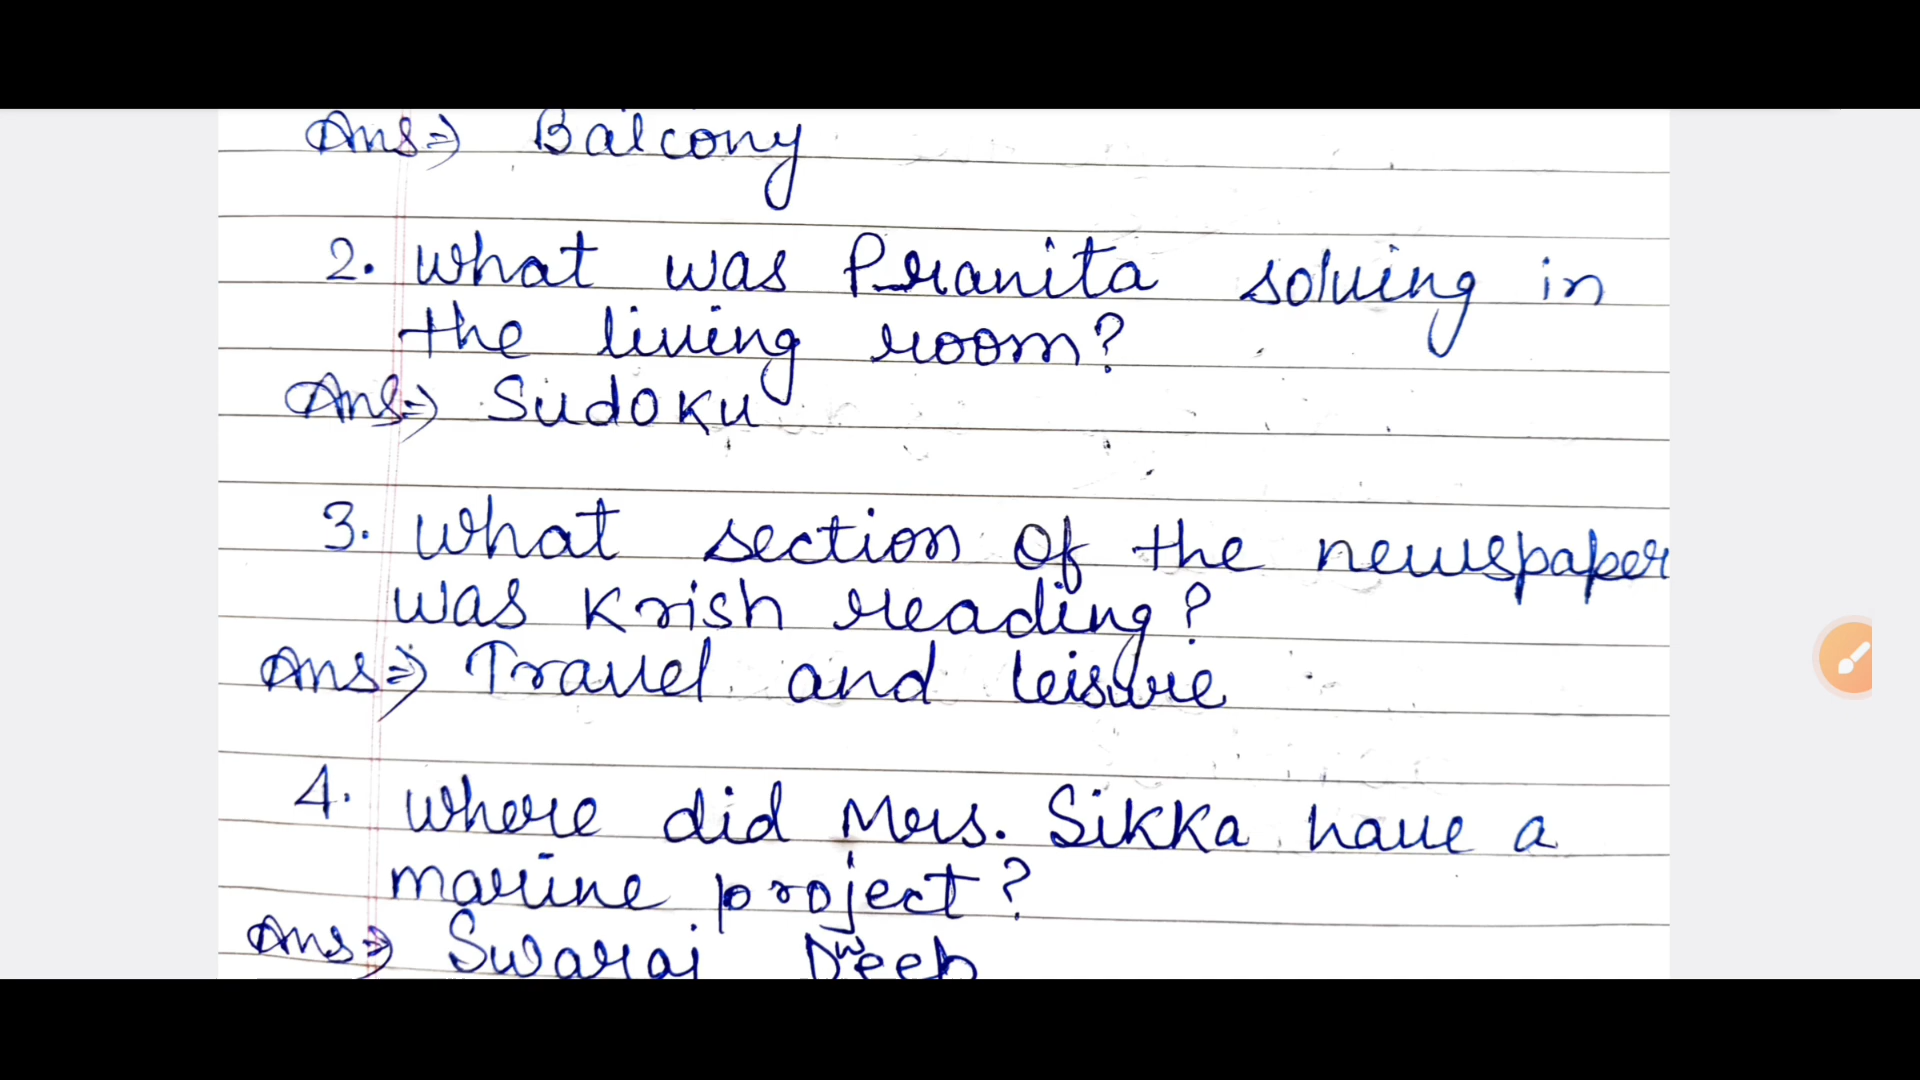 Ans⇒ Balcony
2. What was Pranita solving in
the living room?
Ans⇒ Sudoku
3. What section of the newspaper
was Krish reading?
Ans⇒ Travel and leisure
4. Where did Mrs. Sikka have a
marine project?
Ans⇒ Swaraj Dweep